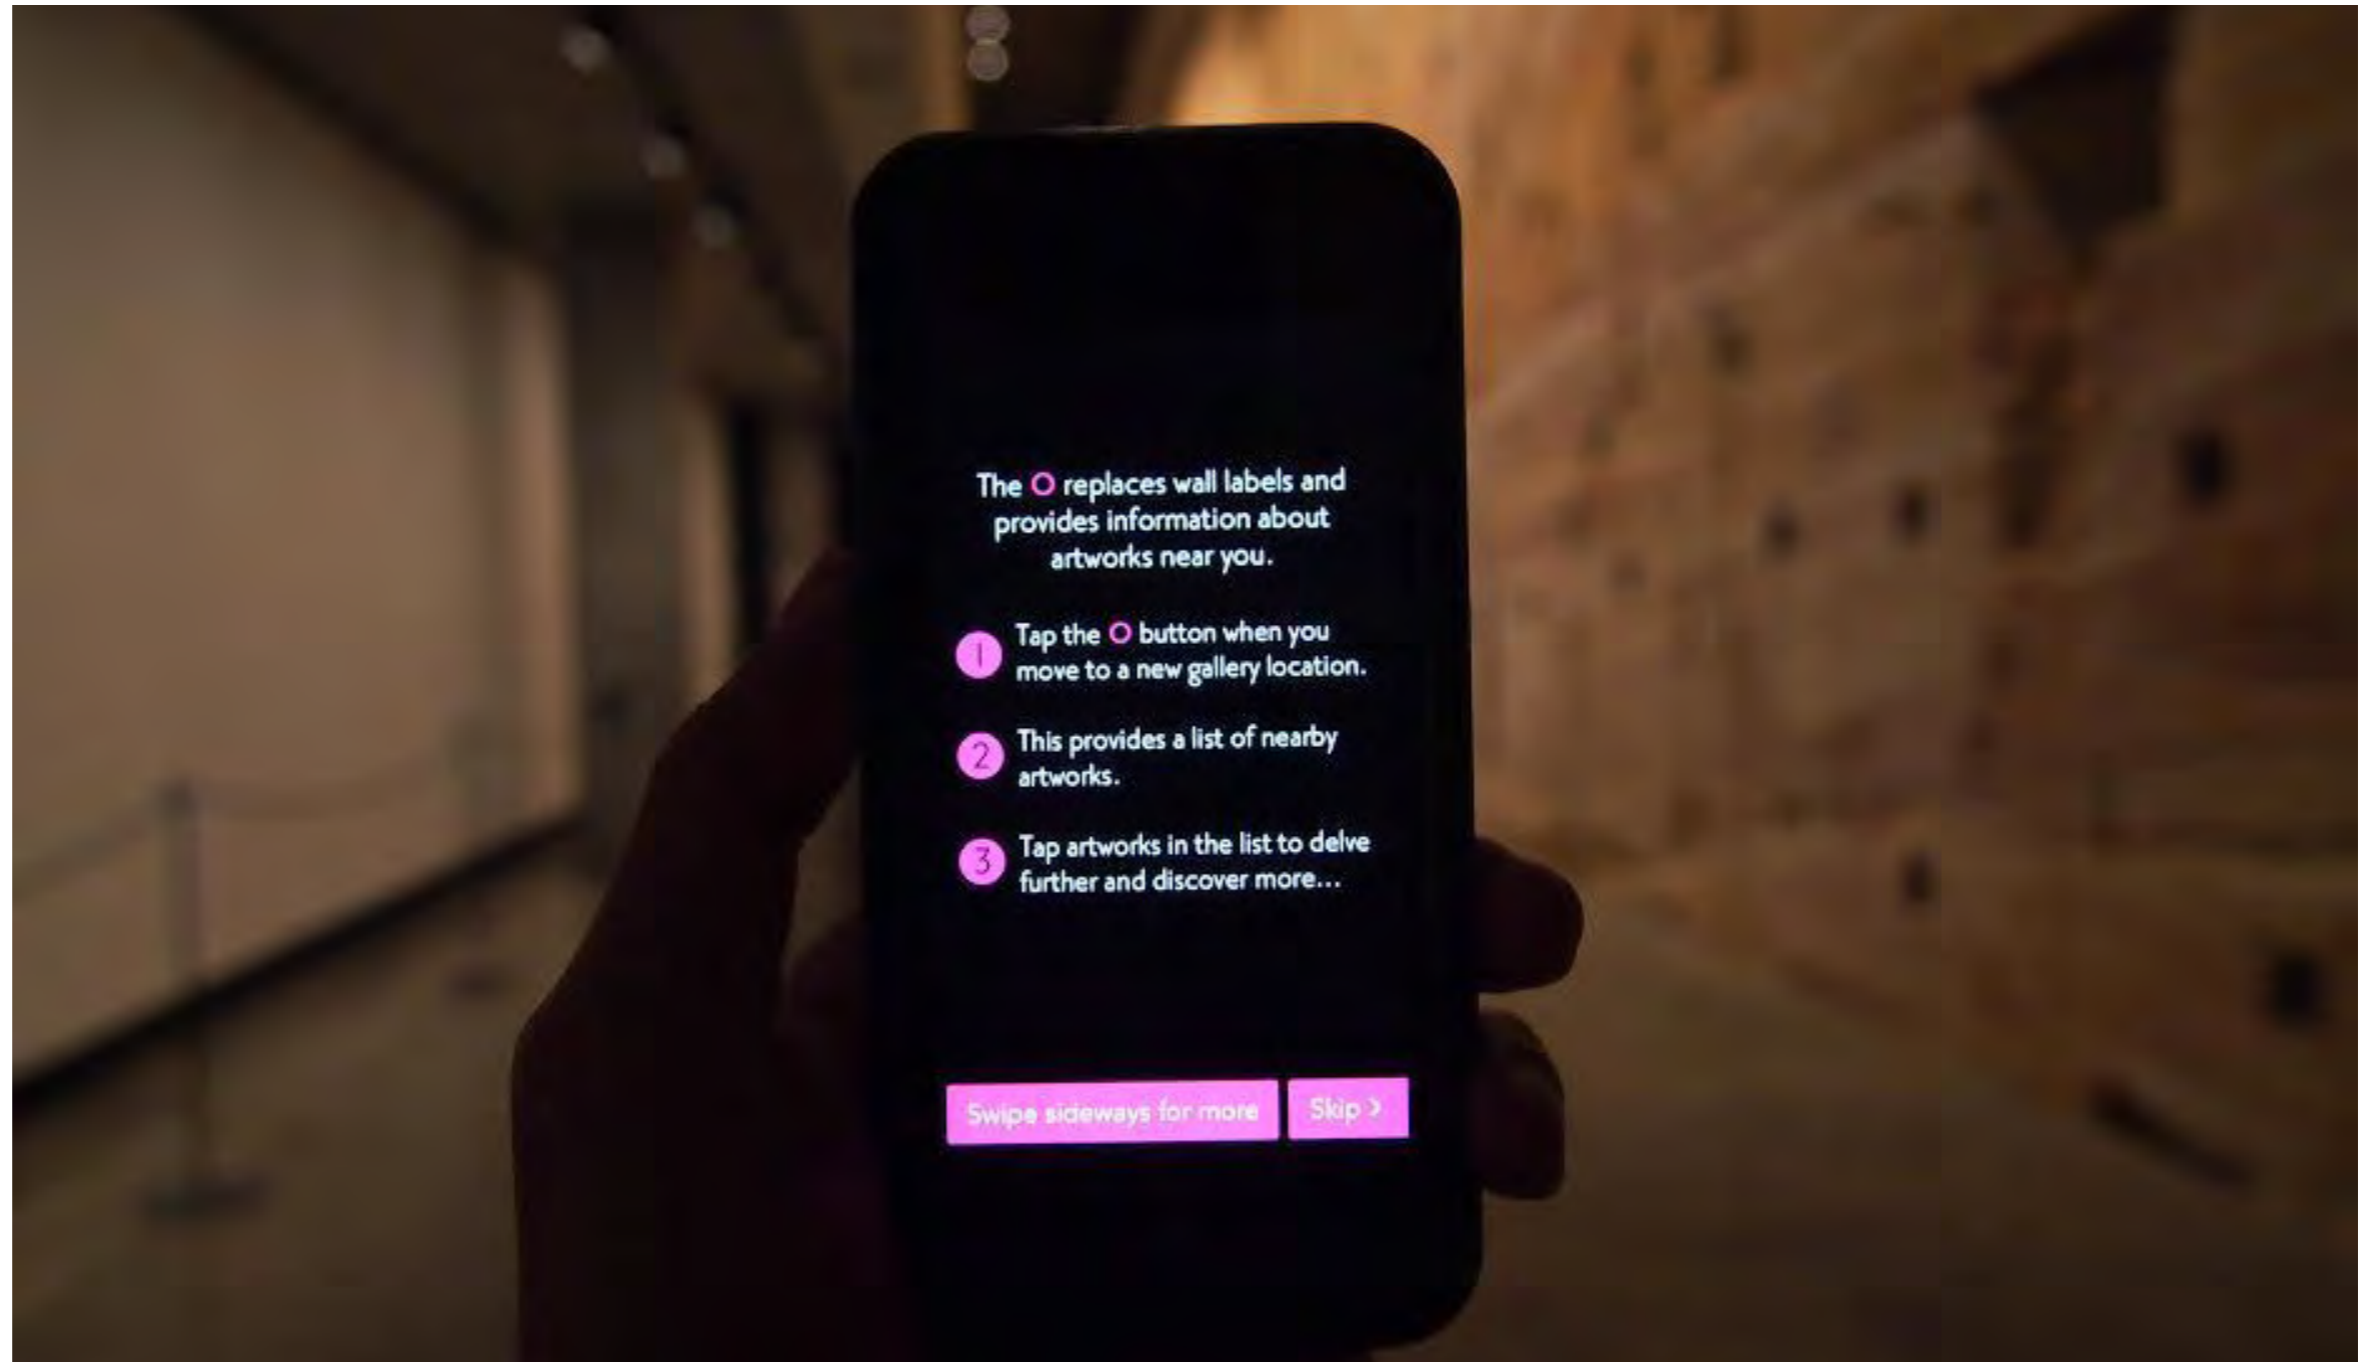 The O replaces wall labels and
provides information about
artworks near you.
1 Tap the O button when you
move to a new gallery location.
2 This provides a list of nearby
artworks.
3 Tap artworks in the list to delve
further and discover more...
Swipe sideways for more
Skip >